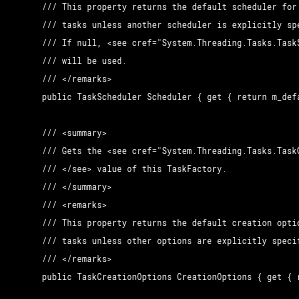 /// This property returns the default scheduler for
/// tasks unless another scheduler is explicitly spe
/// If null, <see cref="System.Threading.Tasks.TaskS
/// will be used.
/// </remarks>
public TaskScheduler Scheduler { get { return m_defa
/// <summary>
/// Gets the <see cref="System.Threading.Tasks.TaskC
/// </see> value of this TaskFactory.
/// </summary>
/// <remarks>
/// This property returns the default creation optio
/// tasks unless other options are explicitly specif
/// </remarks>
public TaskCreationOptions CreationOptions { get { r